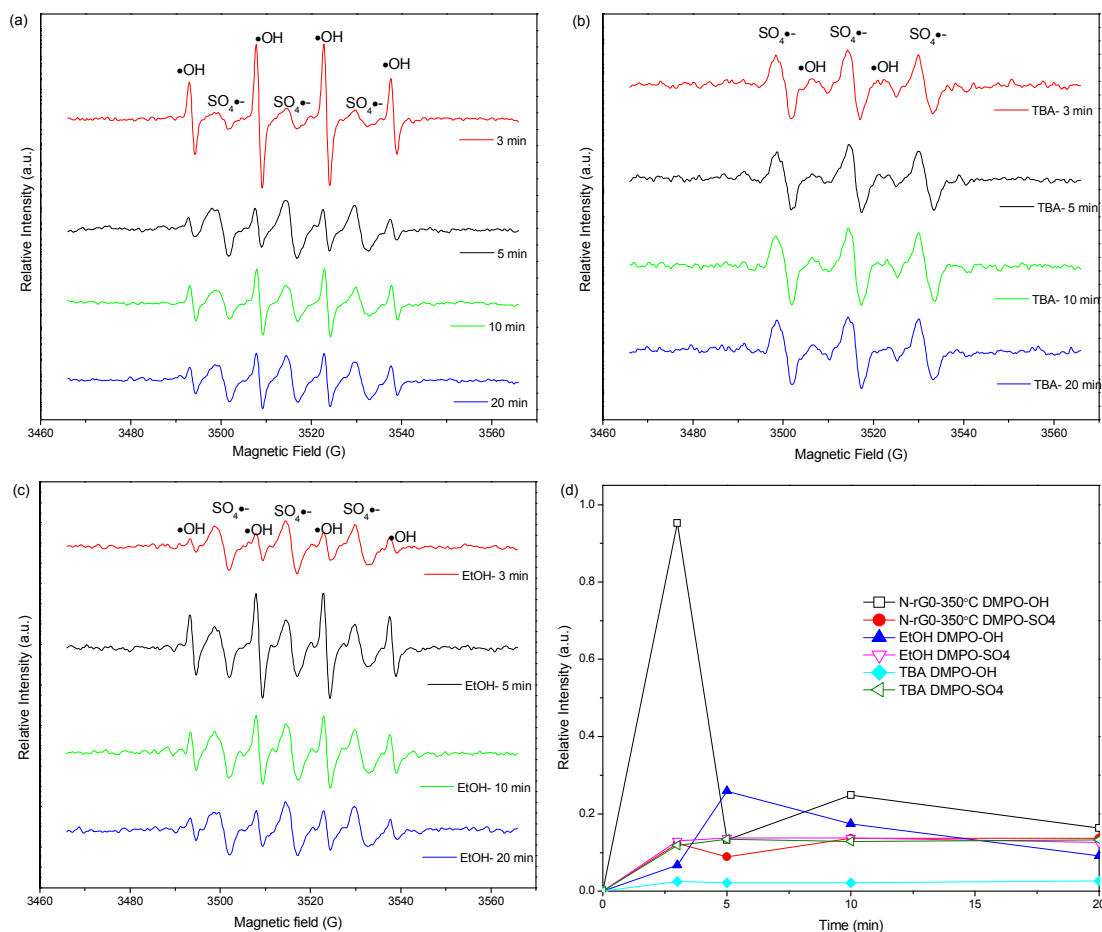 (a)
•OH
•OH
•OH
•OH
SO4•-
SO4•-
SO4•-
3 min
5 min
10 min
20 min
Relative Intensity (a.u.)
3460 3480 3500 3520 3540 3560
Magnetic Field (G)
(b)
SO4•-
SO4•-
SO4•-
•OH
•OH
TBA- 3 min
TBA- 5 min
TBA- 10 min
TBA- 20 min
Relative Intensity (a.u.)
3460 3480 3500 3520 3540 3560
Magnetic Field (G)
(c)
SO4•-
SO4•-
SO4•-
•OH
•OH
•OH
•OH
EtOH- 3 min
EtOH- 5 min
EtOH- 10 min
EtOH- 20 min
Relative Intensity (a.u.)
3460 3480 3500 3520 3540 3560
Magnetic field (G)
(d)
1.0
0.8
0.6
0.4
0.2
0.0
N-rG0-350°C DMPO-OH
N-rG0-350°C DMPO-SO4
EtOH DMPO-OH
EtOH DMPO-SO4
TBA DMPO-OH
TBA DMPO-SO4
Relative Intensity (a.u.)
0 5 10 15 20
Time (min)